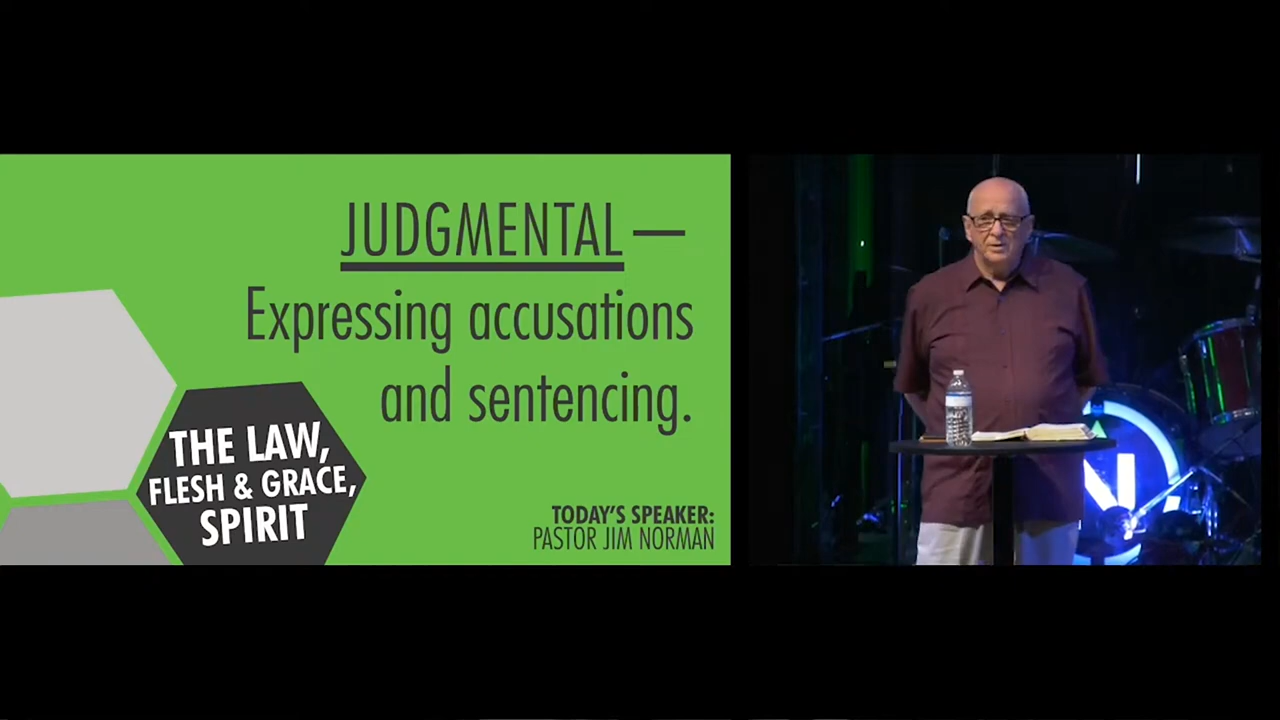 JUDGMENTAL —
Expressing accusations
and sentencing.
THE LAW,
FLESH & GRACE,
SPIRIT
TODAY'S SPEAKER:
PASTOR JIM NORMAN
N